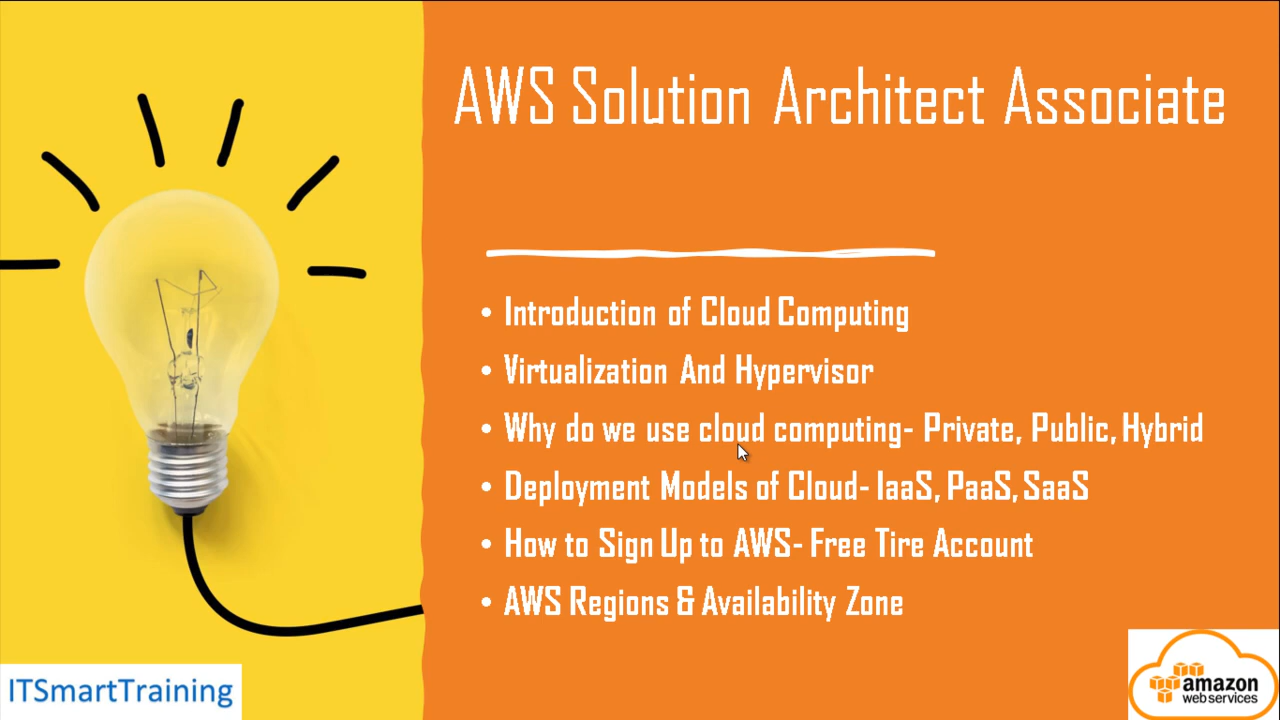 AWS Solution Architect Associate
• Introduction of Cloud Computing
• Virtualization And Hypervisor
• Why do we use cloud computing- Private, Public, Hybrid
• Deployment Models of Cloud- IaaS, PaaS, SaaS
• How to Sign Up to AWS- Free Tire Account
• AWS Regions & Availability Zone
ITSmartTraining
amazon
webservices